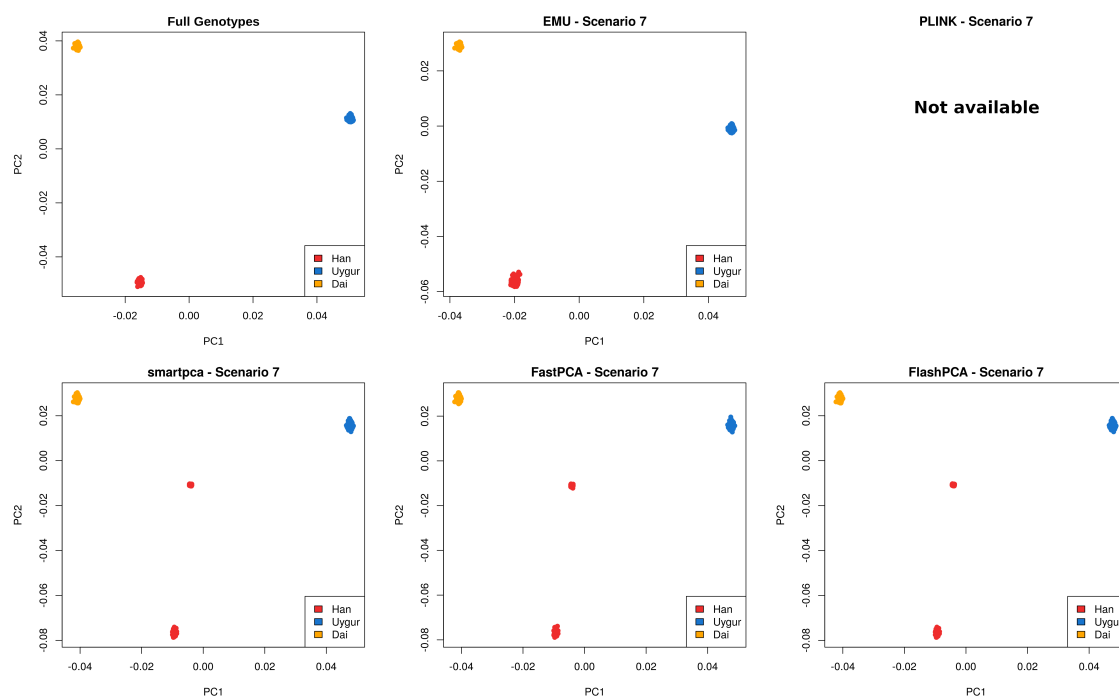 Full Genotypes
0.04
0.02
0.00
-0.02
-0.04
PC2
Han
Uygur
Dai
-0.02
0.00
0.02
0.04
PC1
EMU - Scenario 7
0.02
0.00
-0.02
-0.04
-0.06
PC2
Han
Uygur
Dai
-0.04
-0.02
0.00
0.02
0.04
PC1
PLINK - Scenario 7
Not available
smartpca - Scenario 7
0.02
0.00
-0.02
-0.04
-0.06
-0.08
PC2
Han
Uygur
Dai
-0.04
-0.02
0.00
0.02
0.04
PC1
FastPCA - Scenario 7
0.02
0.00
-0.02
-0.04
-0.06
-0.08
PC2
Han
Uygur
Dai
-0.04
-0.02
0.00
0.02
0.04
PC1
FlashPCA - Scenario 7
0.02
0.00
-0.02
-0.04
-0.06
-0.08
PC2
Han
Uygur
Dai
-0.04
-0.02
0.00
0.02
0.04
PC1